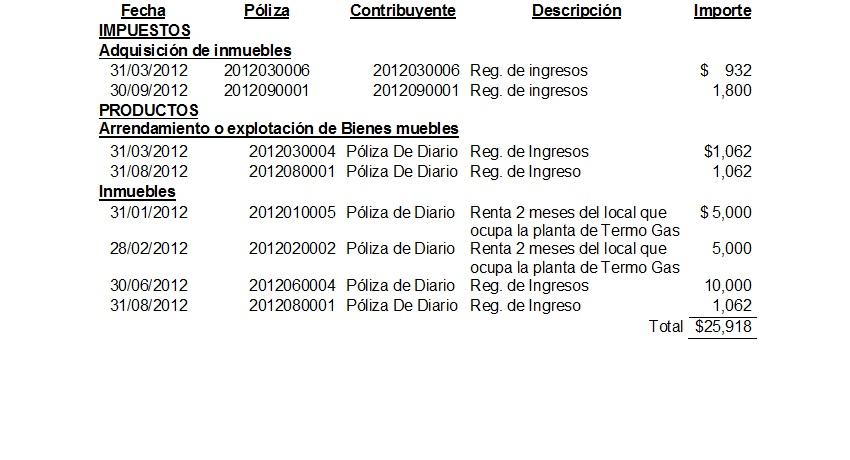 Fecha Póliza Contribuyente Descripción Importe
IMPUESTOS
Adquisición de inmuebles
31/03/2012 2012030006 2012030006 Reg. de ingresos $ 932
30/09/2012 2012090001 2012090001 Reg. de ingresos 1,800
PRODUCTOS
Arrendamiento o explotación de Bienes muebles
31/03/2012 2012030004 Póliza De Diario Reg. de Ingresos $1,062
31/08/2012 2012080001 Póliza De Diario Reg. de Ingreso 1,062
Inmuebles
31/01/2012 2012010005 Póliza de Diario Renta 2 meses del local que $ 5,000
ocupa la planta de Termo Gas
28/02/2012 2012020002 Póliza de Diario Renta 2 meses del local que 5,000
ocupa la planta de Termo Gas
30/06/2012 2012060004 Póliza de Diario Reg. de Ingresos 10,000
31/08/2012 2012080001 Póliza De Diario Reg. de Ingreso 1,062
Total $25,918